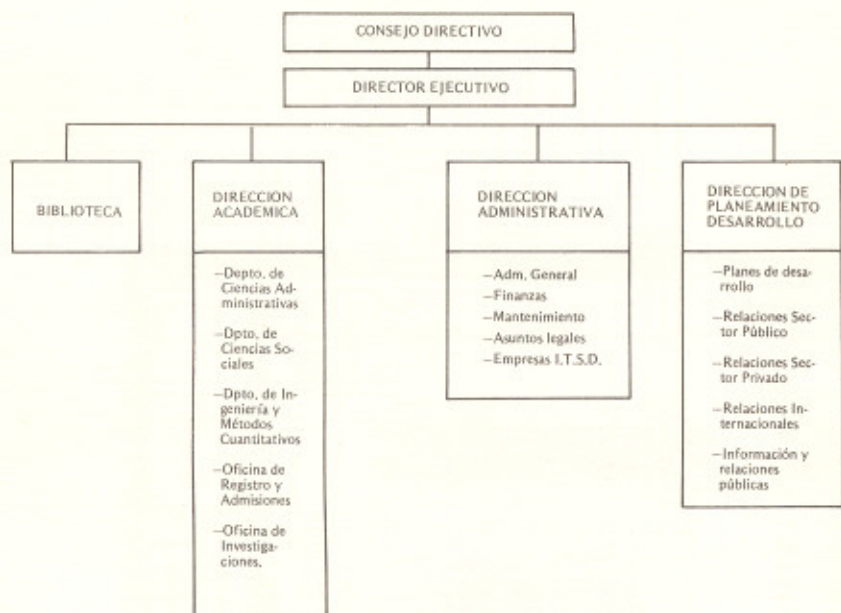 CONSEJO DIRECTIVO
DIRECTOR EJECUTIVO
BIBLIOTECA
DIRECCION
ACADEMICA
—Depto. de
Ciencias Ad-
ministrativas
—Dpto. de
Ciencias So-
ciales
—Dpto. de In-
geniería y
Métodos
Cuantitativos
—Oficina de
Registro y
Admisiones
—Oficina de
Investiga-
ciones.
DIRECCION
ADMINISTRATIVA
—Adm. General
—Finanzas
—Mantenimiento
—Asuntos legales
—Empresas I.T.S.D.
DIRECCION DE
PLANEAMIENTO
DESARROLLO
—Planes de desa-
rrollo
—Relaciones Sec-
tor Público
—Relaciones Sec-
tor Privado
—Relaciones In-
ternacionales
—Información y
relaciones
públicas